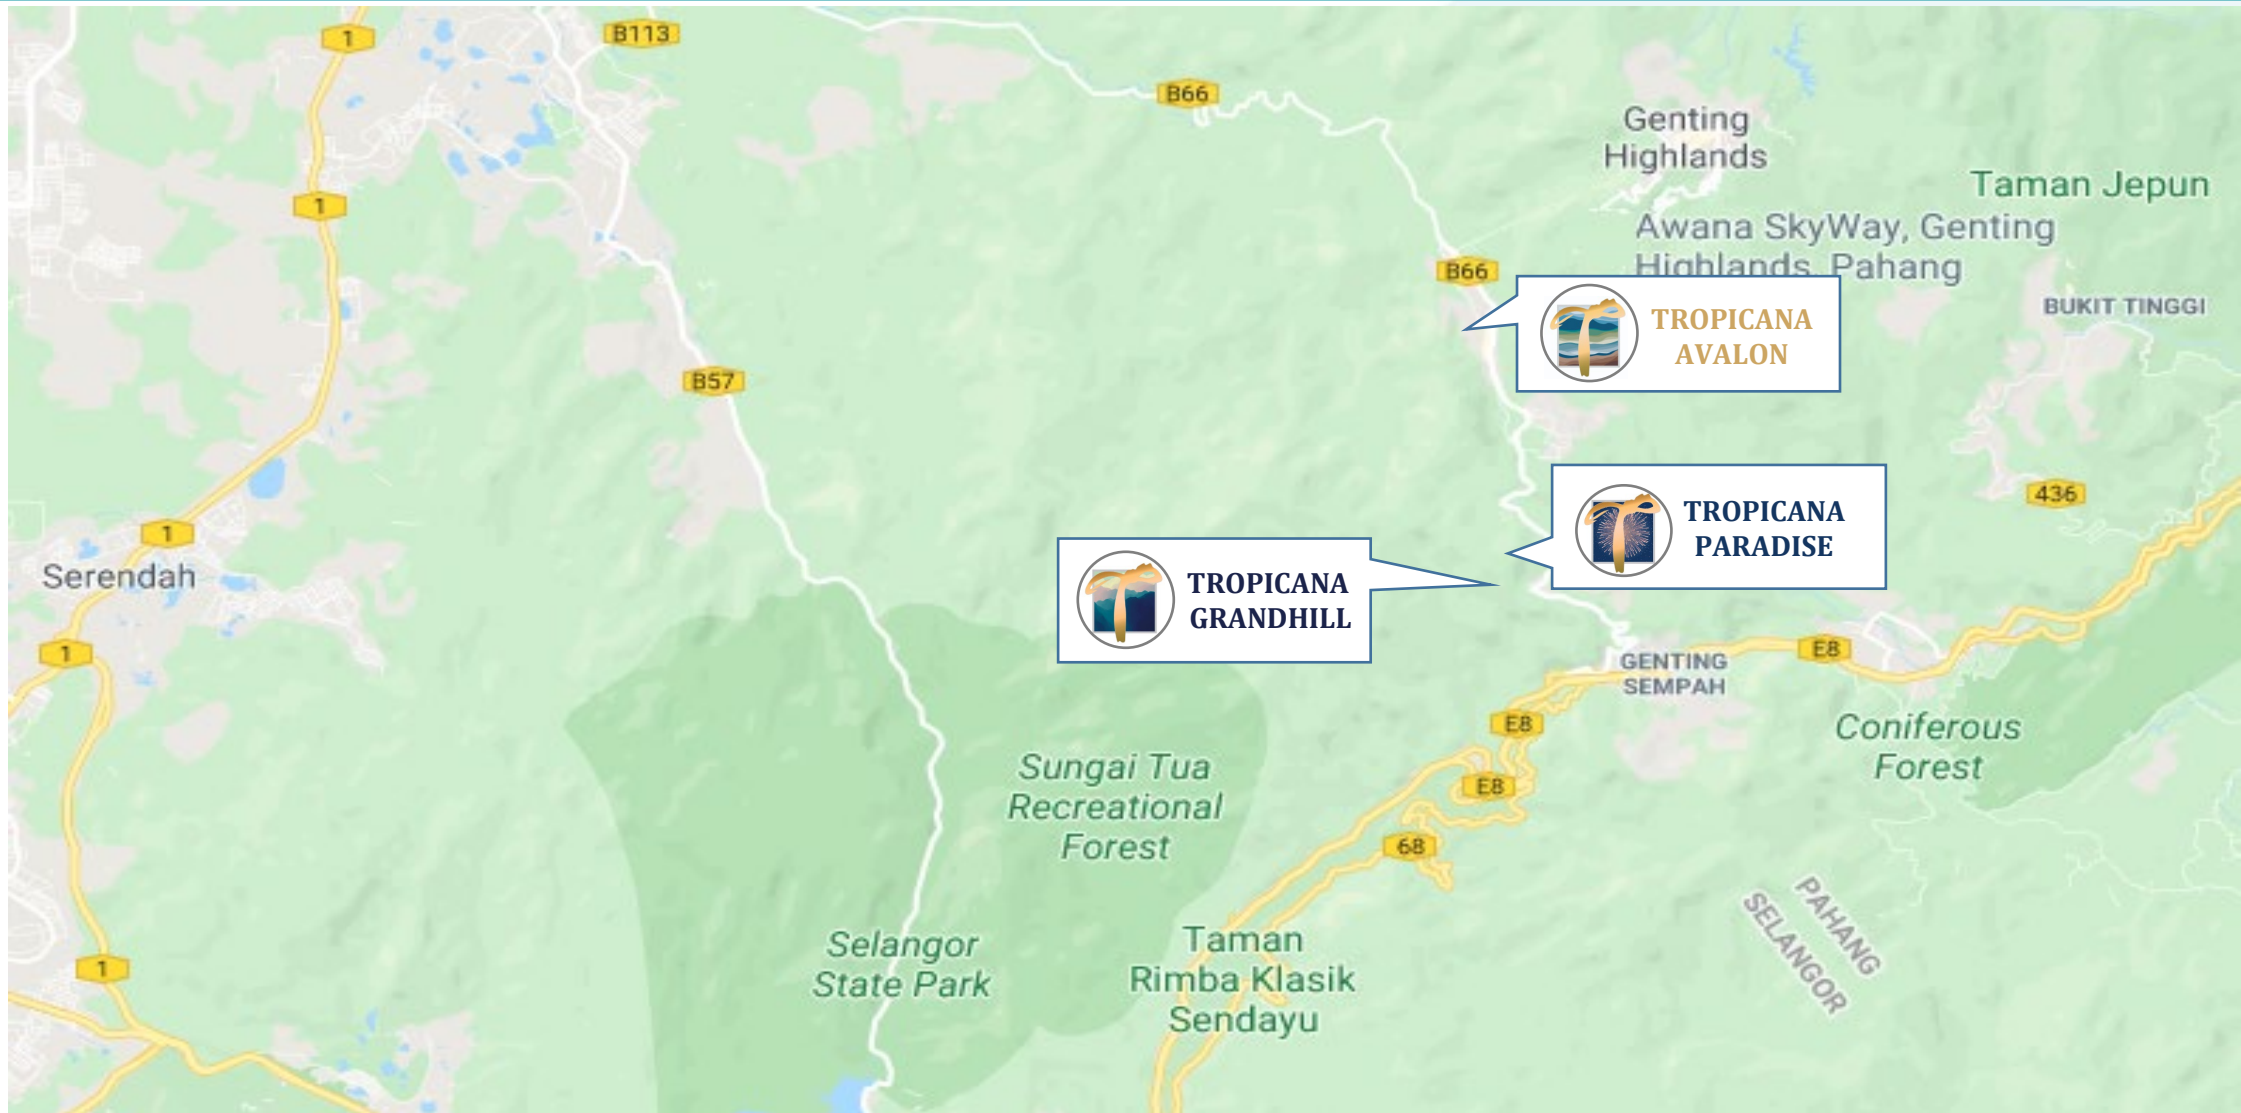 1
B113
B66
Genting
Highlands
Taman Jepun
1
Awana SkyWay, Genting
Highlands, Pahang
B66
BUKIT TINGGI
TROPICANA
AVALON
B57
436
TROPICANA
PARADISE
1
Serendah
TROPICANA
GRANDHILL
1
E8
GENTING
SEMPAH
E8
Coniferous
Forest
Sungai Tua
Recreational
Forest
E8
68
PAHANG
SELANGOR
Selangor
State Park
Taman
Rimba Klasik
Sendayu
1